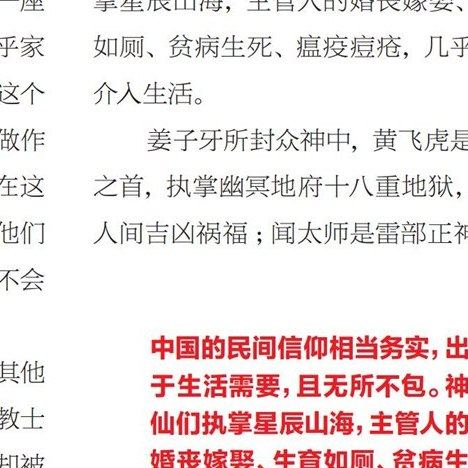 一座
乎家
这个
做作
在这
他们
不会
其他
教士
却被
掌星辰山海，主管人的婚丧嫁娶、
如厕、贫病生死、瘟疫痘疮，几乎
介入生活。
姜子牙所封众神中，黄飞虎是
之首，执掌幽冥地府十八重地狱，
人间吉凶祸福；闻太师是雷部正神
中国的民间信仰相当务实，出
于生活需要，且无所不包。神
仙们执掌星辰山海，主管人的
婚丧嫁娶、生育如厕、贫病生